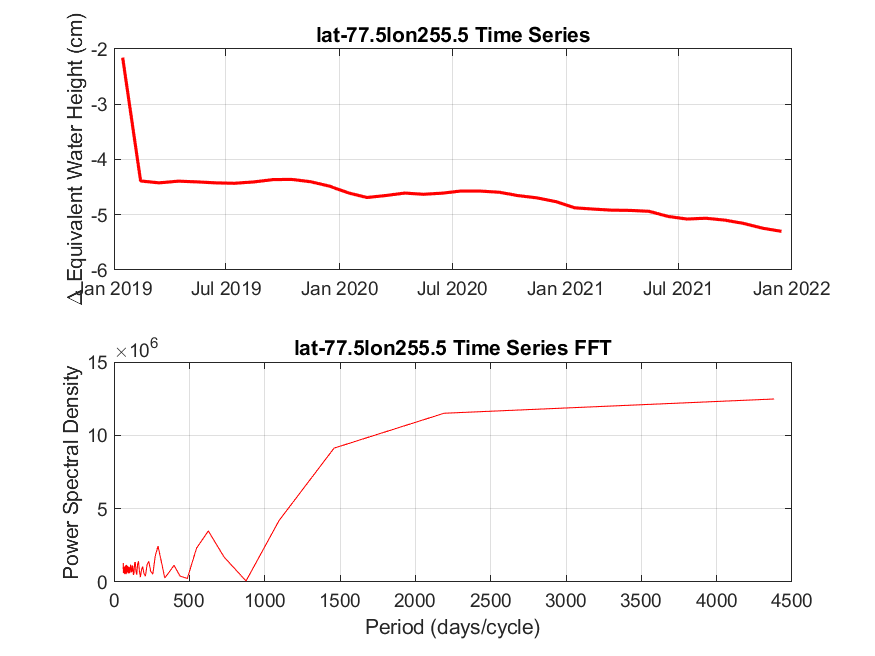 lat-77.5lon255.5 Time Series
Δ Equivalent Water Height (cm)
-2
-3
-4
-5
-6
Jan 2019 Jul 2019 Jan 2020 Jul 2020 Jan 2021 Jul 2021 Jan 2022
lat-77.5lon255.5 Time Series FFT
×10⁶
Power Spectral Density
15
10
5
0
0 500 1000 1500 2000 2500 3000 3500 4000 4500
Period (days/cycle)